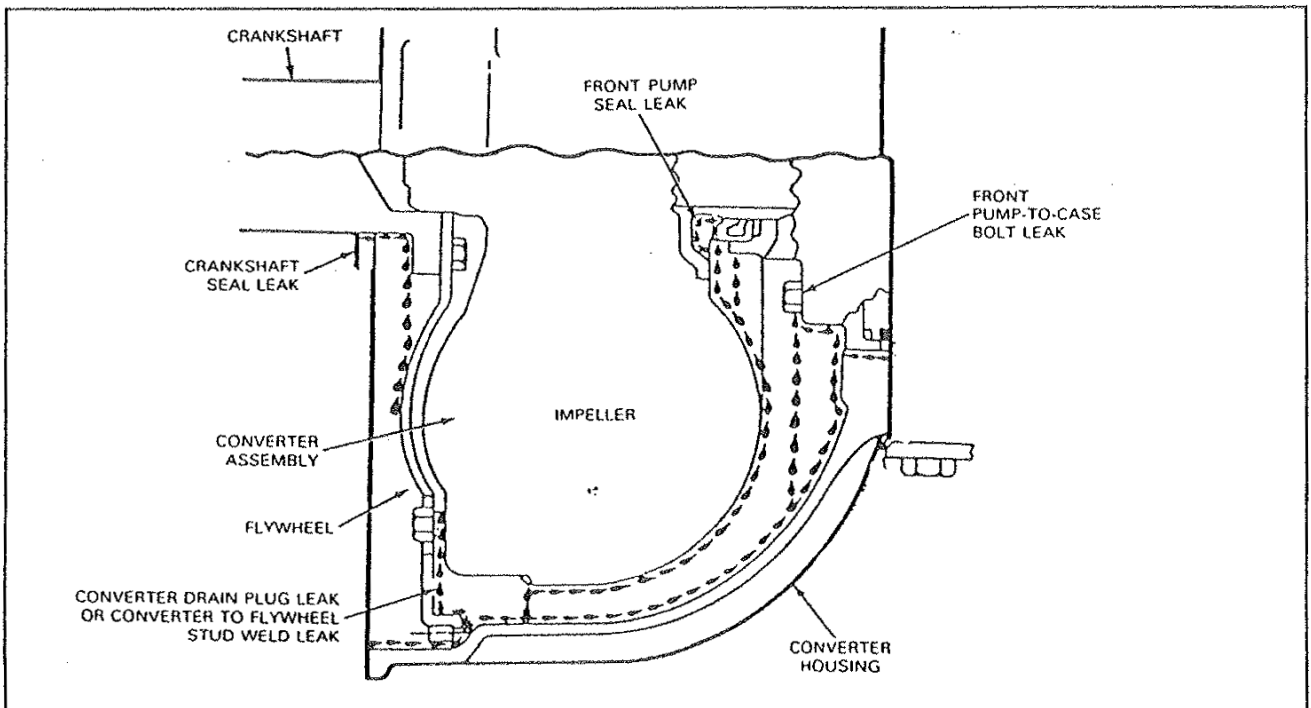 CRANKSHAFT
FRONT PUMP
SEAL LEAK
FRONT
PUMP-TO-CASE
BOLT LEAK
CRANKSHAFT
SEAL LEAK
IMPELLER
CONVERTER
ASSEMBLY
FLYWHEEL
CONVERTER DRAIN PLUG LEAK
OR CONVERTER TO FLYWHEEL
STUD WELD LEAK
CONVERTER
HOUSING